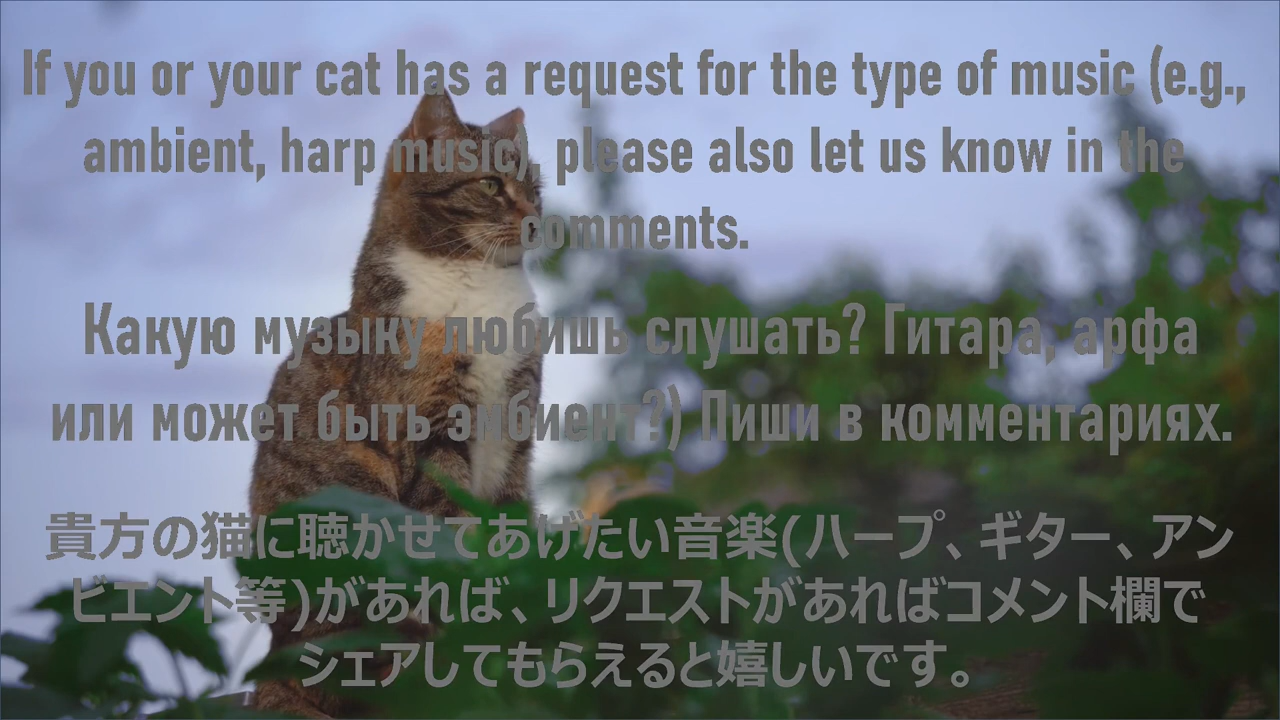 If you or your cat has a request for the type of music (e.g.,
ambient, harp music), please also let us know in the
comments.
Какую музыку любишь слушать? Гитара, арфа
или может быть эмбиент?) Пиши в комментариях.
貴方の猫に聴かせてあげたい音楽(ハープ、ギター、アン
ビエント等)があれば、リクエストがあればコメント欄で
シェアしてもらえると嬉しいです。